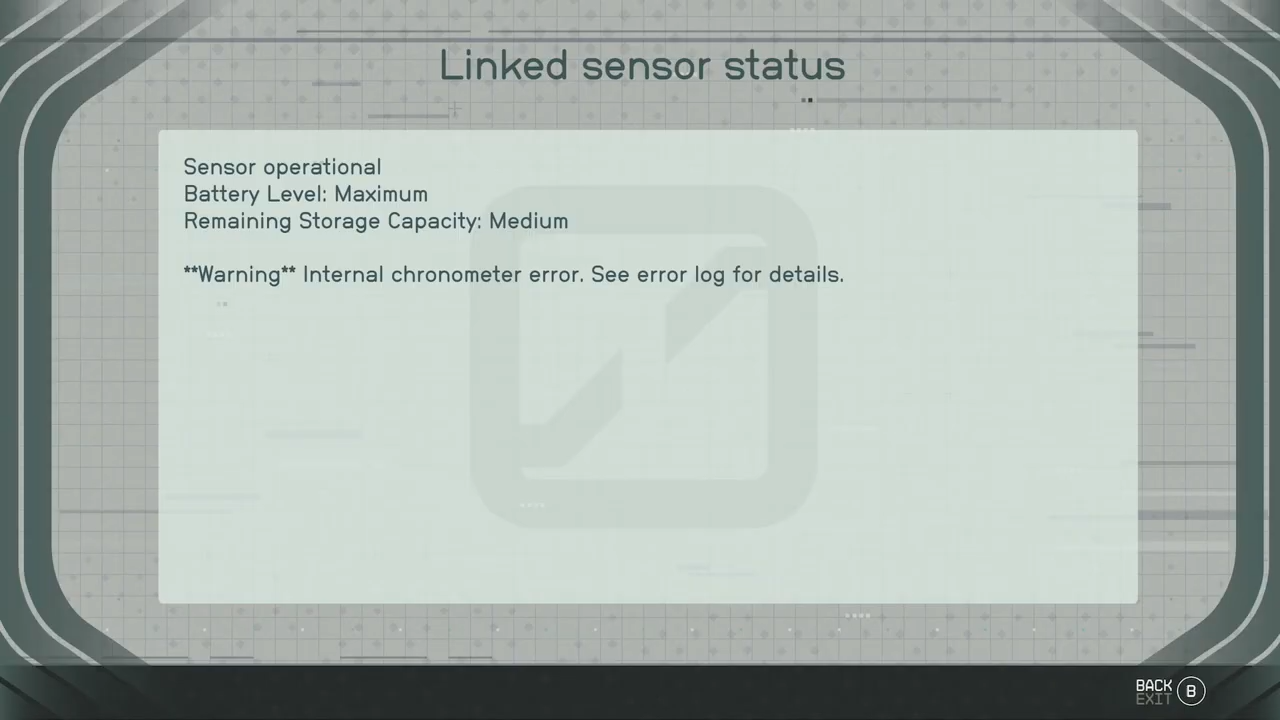 Linked sensor status
Sensor operational
Battery Level: Maximum
Remaining Storage Capacity: Medium
**Warning** Internal chronometer error. See error log for details.
BACK
EXIT
B